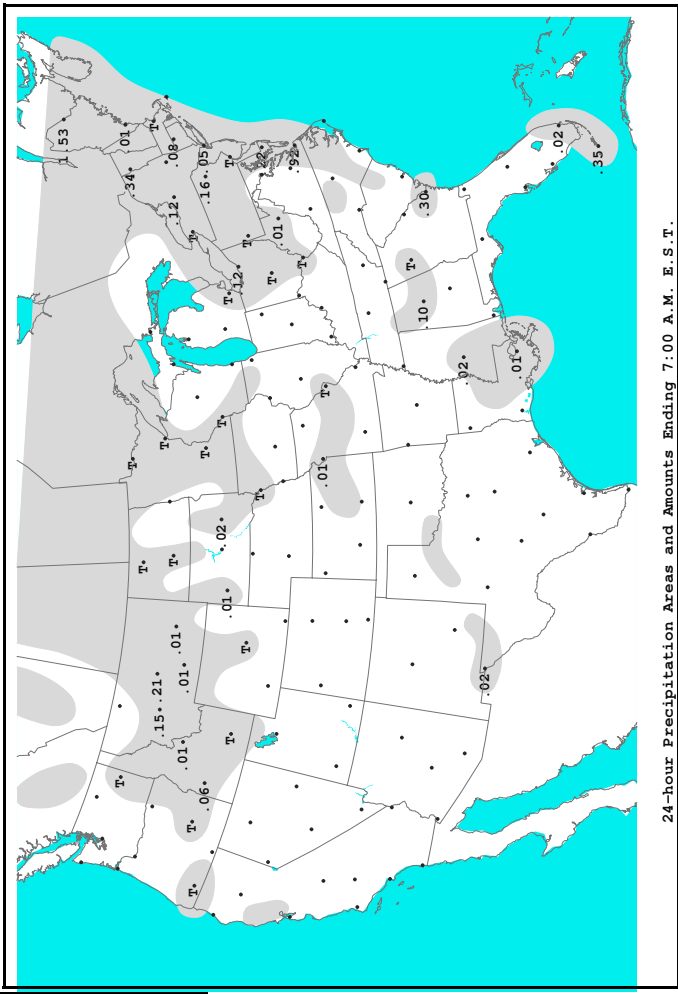 1.53
T
.01
.34
T
T
T
.15
.21
T
T
.12
.08
.01
.01
.01
T
T
T
.06
T
.16
.05
.02
T
.01
T
T
T
T
.12
T
T
T
.01
.22
.92
T
.01
T
T
.10
.30
.02
.02
.01
.02
.35
24-hour Precipitation Areas and Amounts Ending 7:00 A.M. E.S.T.